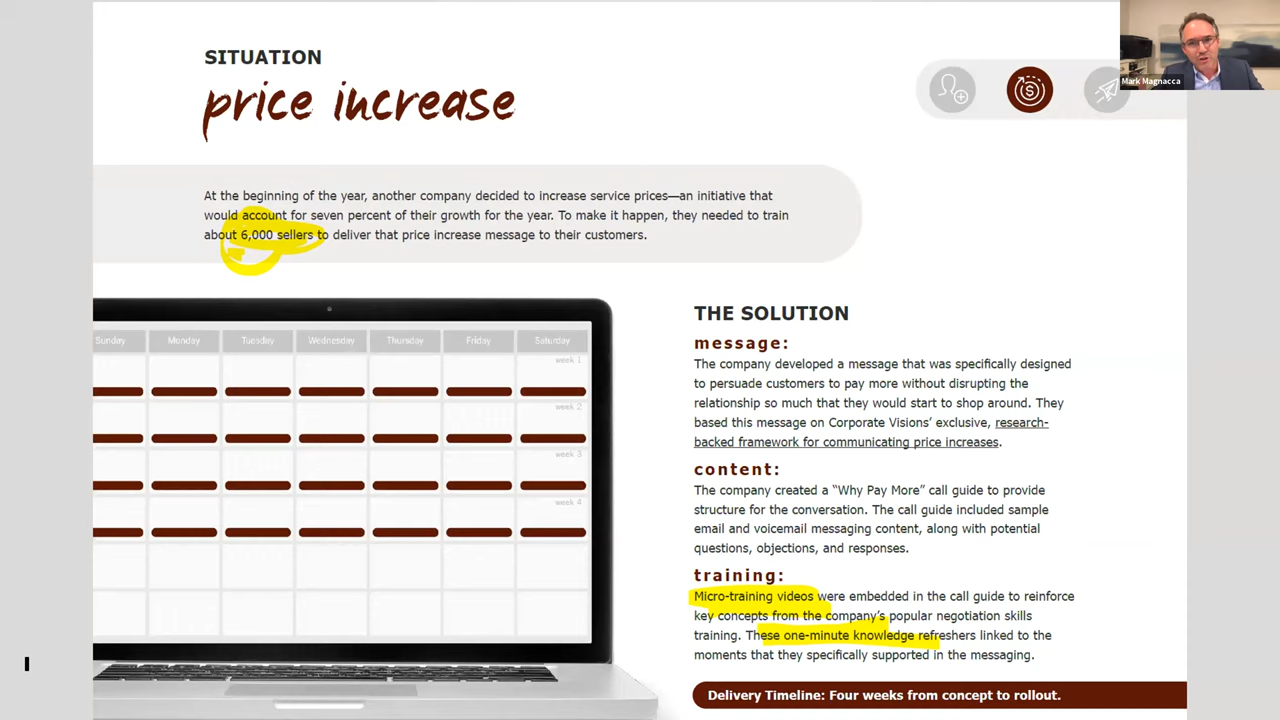 SITUATION
price increase
Mark Magnacca
At the beginning of the year, another company decided to increase service prices—an initiative that
would account for seven percent of their growth for the year. To make it happen, they needed to train
about 6,000 sellers to deliver that price increase message to their customers.
Sunday Monday Tuesday Wednesday Thursday Friday Saturday
week 1
week 2
week 3
week 4
THE SOLUTION
message:
The company developed a message that was specifically designed
to persuade customers to pay more without disrupting the
relationship so much that they would start to shop around. They
based this message on Corporate Visions’ exclusive, research-
backed framework for communicating price increases.
content:
The company created a “Why Pay More” call guide to provide
structure for the conversation. The call guide included sample
email and voicemail messaging content, along with potential
questions, objections, and responses.
training:
Micro-training videos were embedded in the call guide to reinforce
key concepts from the company’s popular negotiation skills
training. These one-minute knowledge refreshers linked to the
moments that they specifically supported in the messaging.
Delivery Timeline: Four weeks from concept to rollout.